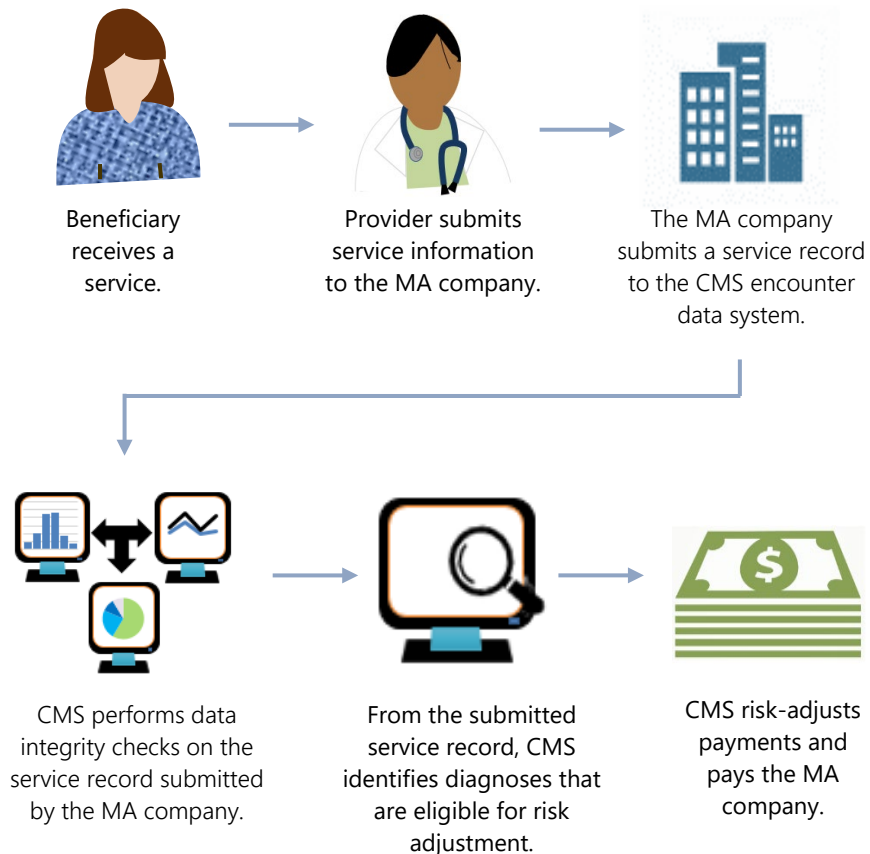 Beneficiary
receives a
service.
Provider submits
service information
to the MA company.
The MA company
submits a service record
to the CMS encounter
data system.
CMS performs data
integrity checks on the
service record submitted
by the MA company.
From the submitted
service record, CMS
identifies diagnoses that
are eligible for risk
adjustment.
$
CMS risk-adjusts
payments and
pays the MA
company.